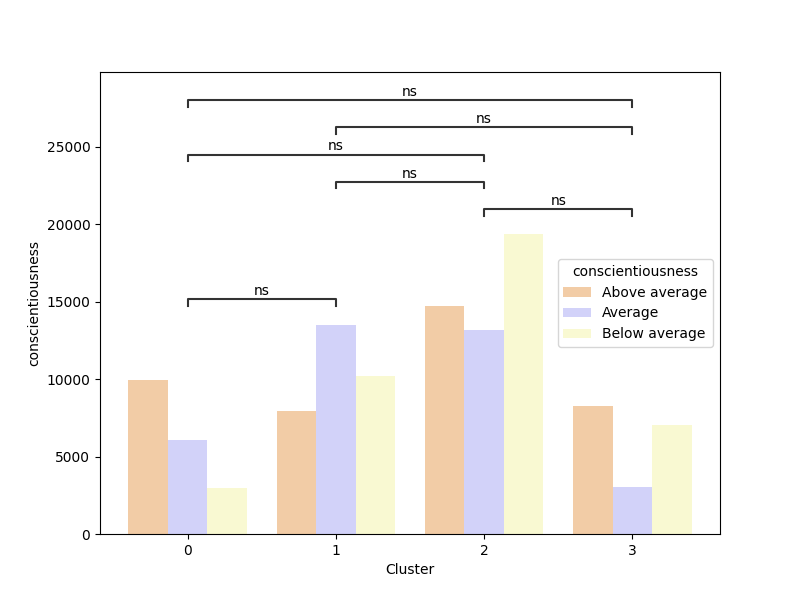 ns
ns
ns
ns
ns
ns
25000
20000
15000
10000
5000
0
conscientiousness
conscientiousness
Above average
Average
Below average
0 1 2 3
Cluster